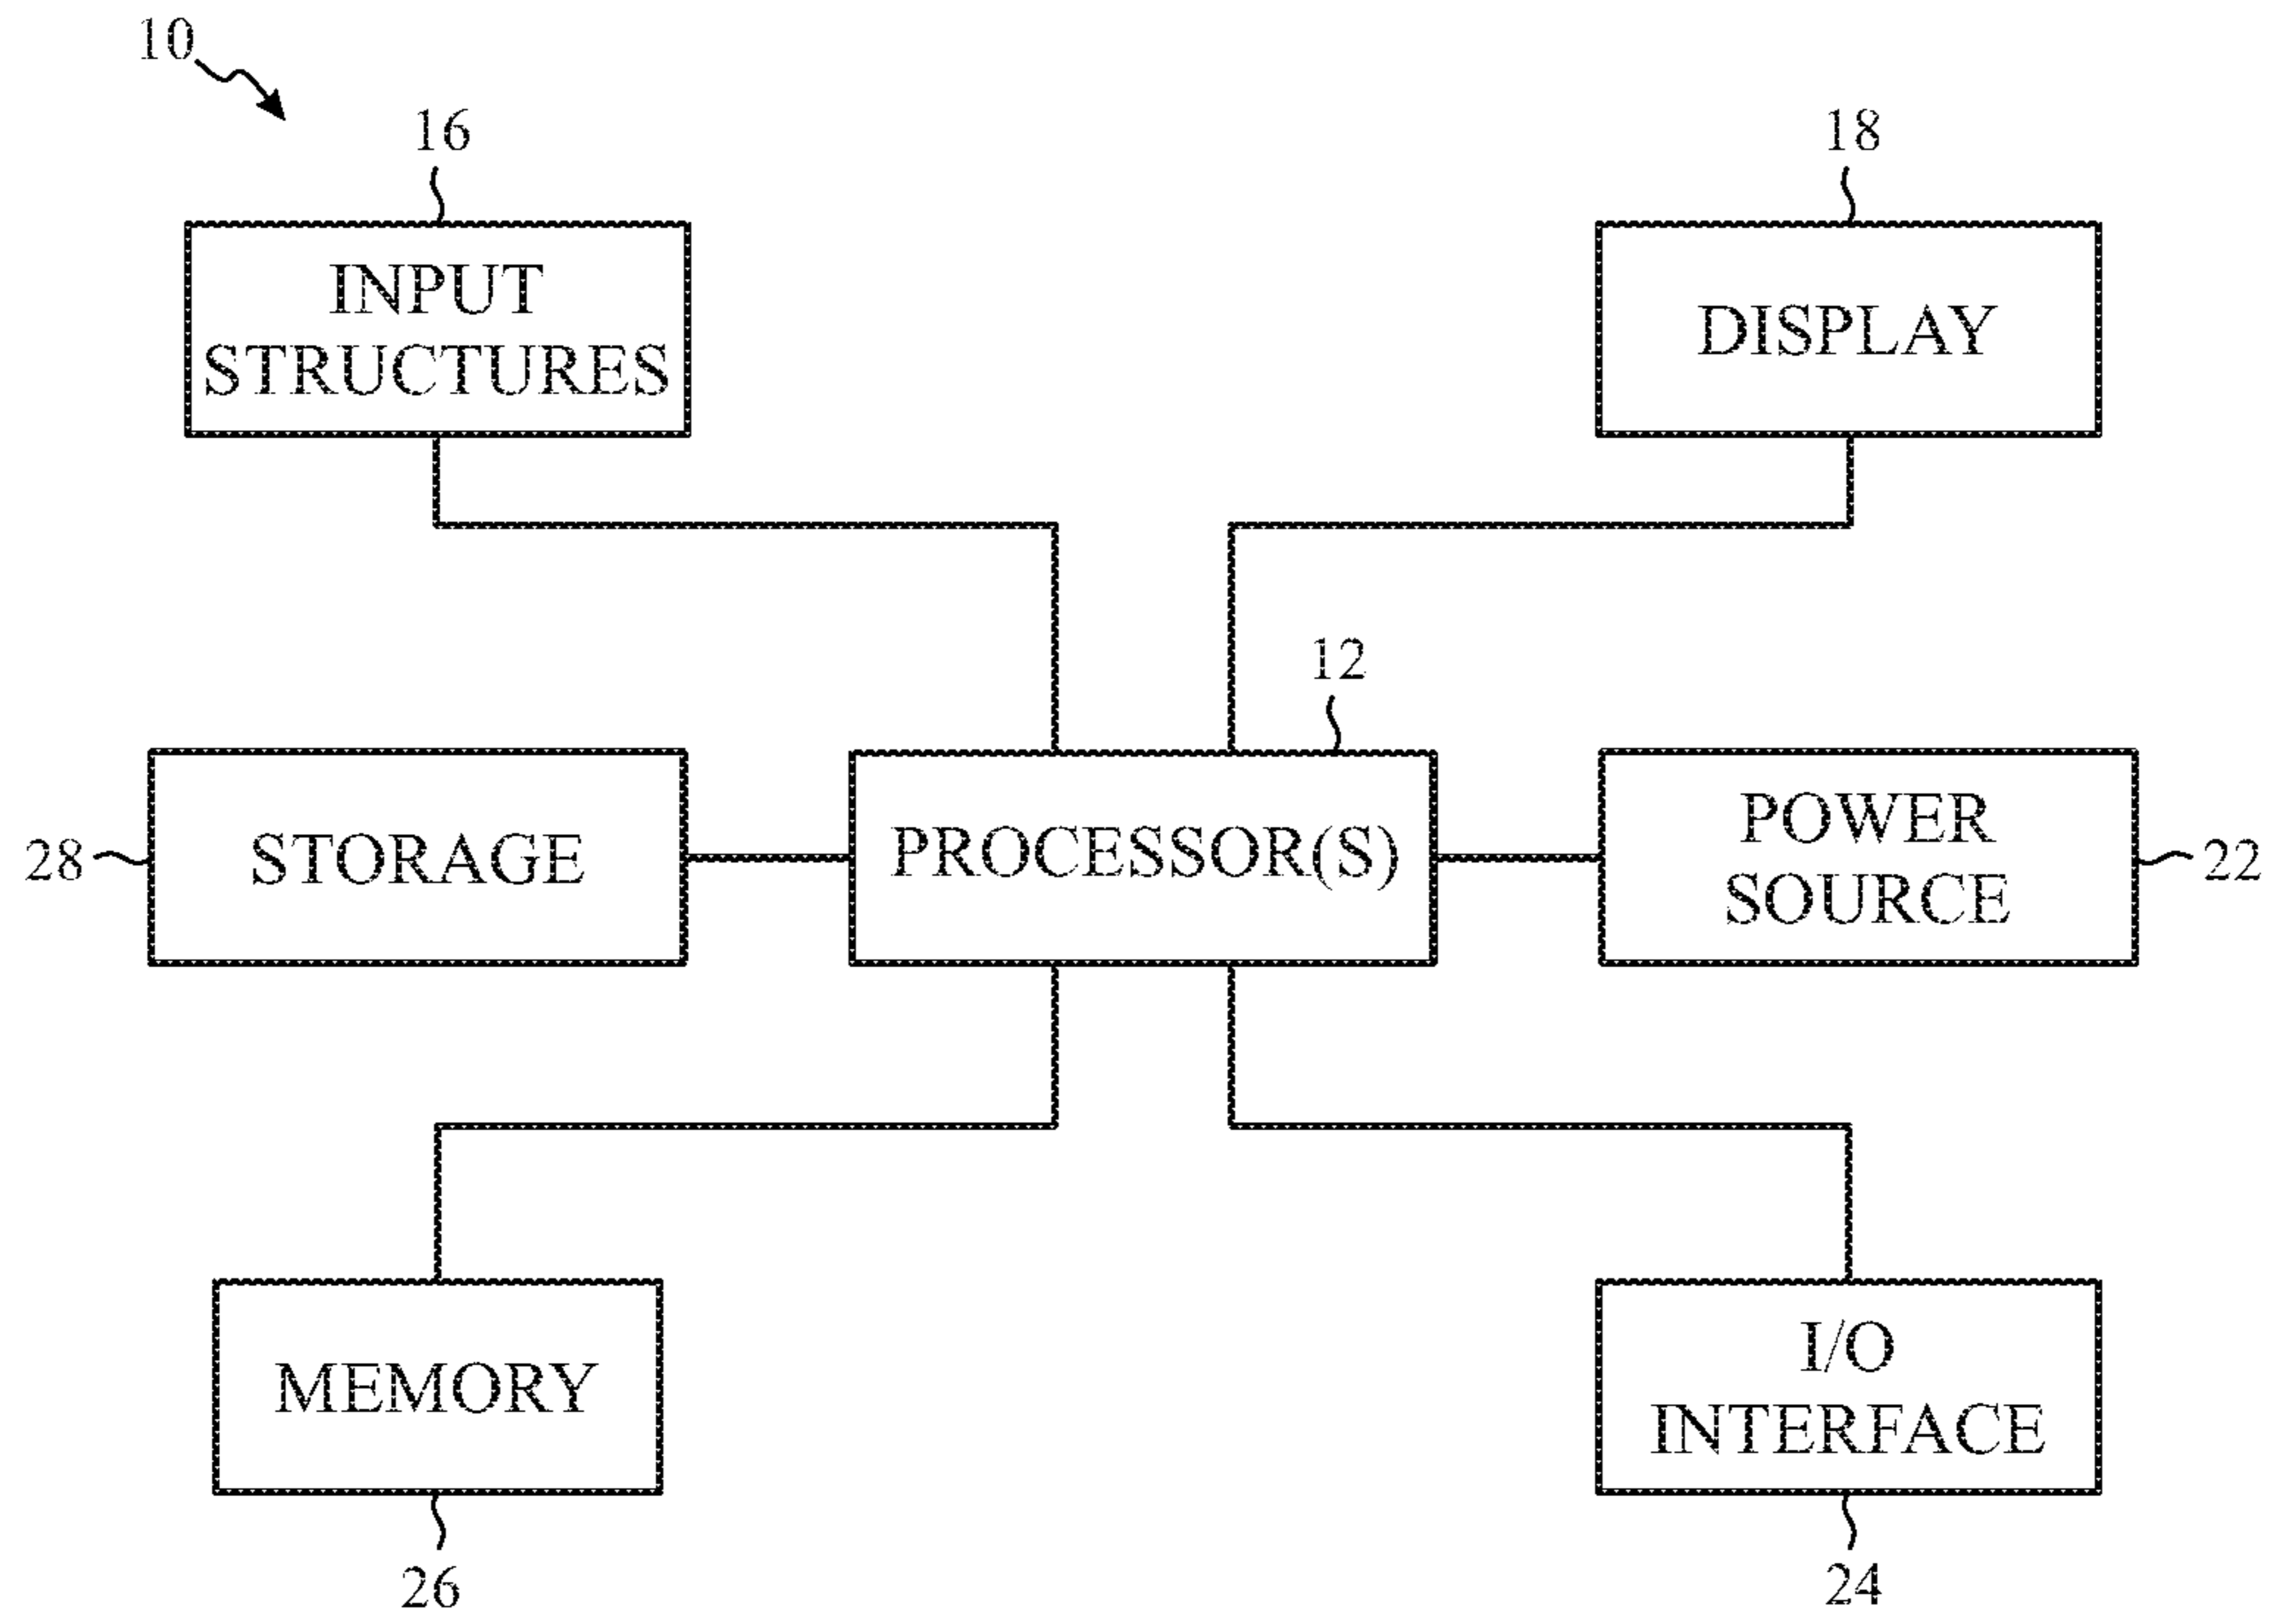 10
16
18
INPUT
STRUCTURES
DISPLAY
12
28
STORAGE
PROCESSOR(S)
POWER
SOURCE
22
MEMORY
I/O
INTERFACE
26
24